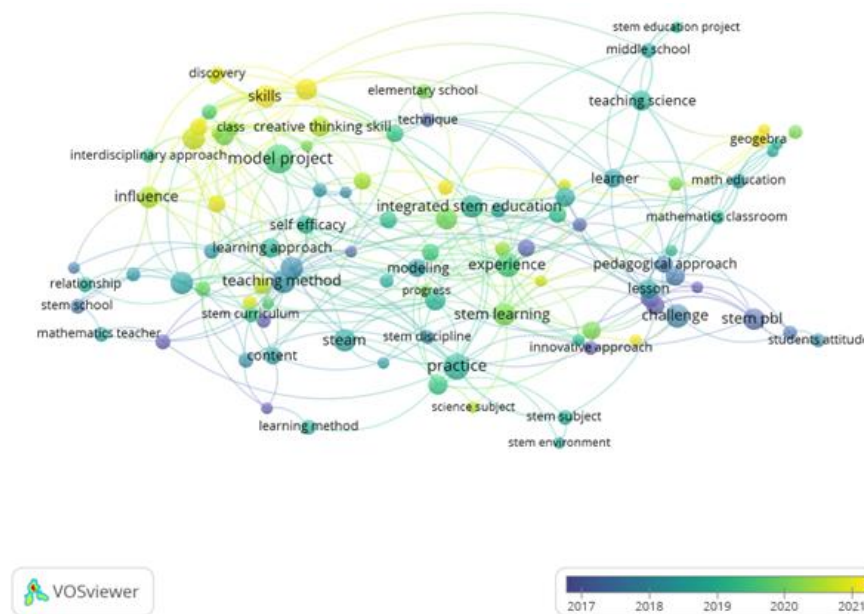 stem education project
middle school
discovery
elementary school
skills
teaching science
technique
class
creative thinking skill
geogebra
interdisciplinary approach
model project
learner
math education
influence
integrated stem education
mathematics classroom
self efficacy
learning approach
modeling
experience
pedagogical approach
relationship
teaching method
progress
lesson
stem school
stem curriculum
stem learning
challenge
stem pbl
mathematics teacher
steam
stem discipline
innovative approach
students attitude
content
practice
science subject
learning method
stem subject
stem environment
VOSviewer
2017 2018 2019 2020